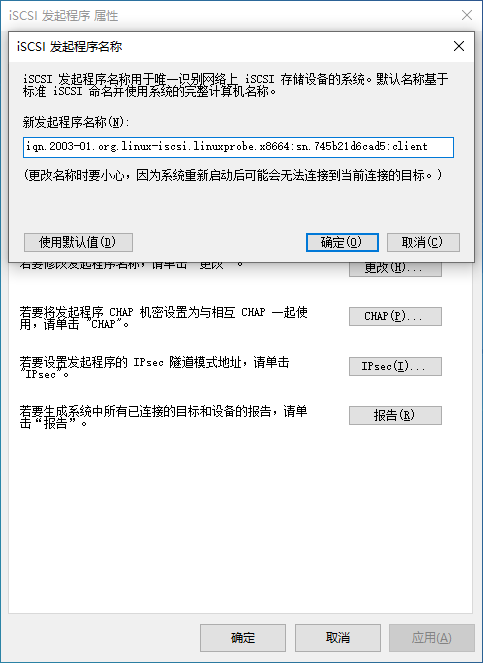 iSCSI 发起程序 属性
iSCSI 发起程序名称
iSCSI 发起程序名称用于唯一识别网络上 iSCSI 存储设备的系统。默认名称基于
标准 iSCSI 命名并使用系统的完整计算机名称。
新发起程序名称(N):
iqn.2003-01.org.linux-iscsi.linuxprobe.x8664:sn.745b21d6cad5:client
(更改名称时要小心，因为系统重新启动后可能会无法连接到当前连接的目标。)
使用默认值(D)
确定(O)
取消(C)
若要修改发起程序名称，请单击“更改”。
更改(H)...
若要将发起程序 CHAP 机密设置为与相互 CHAP 一起使
用，请单击 "CHAP"。
CHAP(P)...
若要设置发起程序的 IPsec 隧道模式地址，请单击
"IPsec"。
IPsec(I)...
若要生成系统中所有已连接的目标和设备的报告，请单
击“报告”。
报告(R)
确定
取消
应用(A)